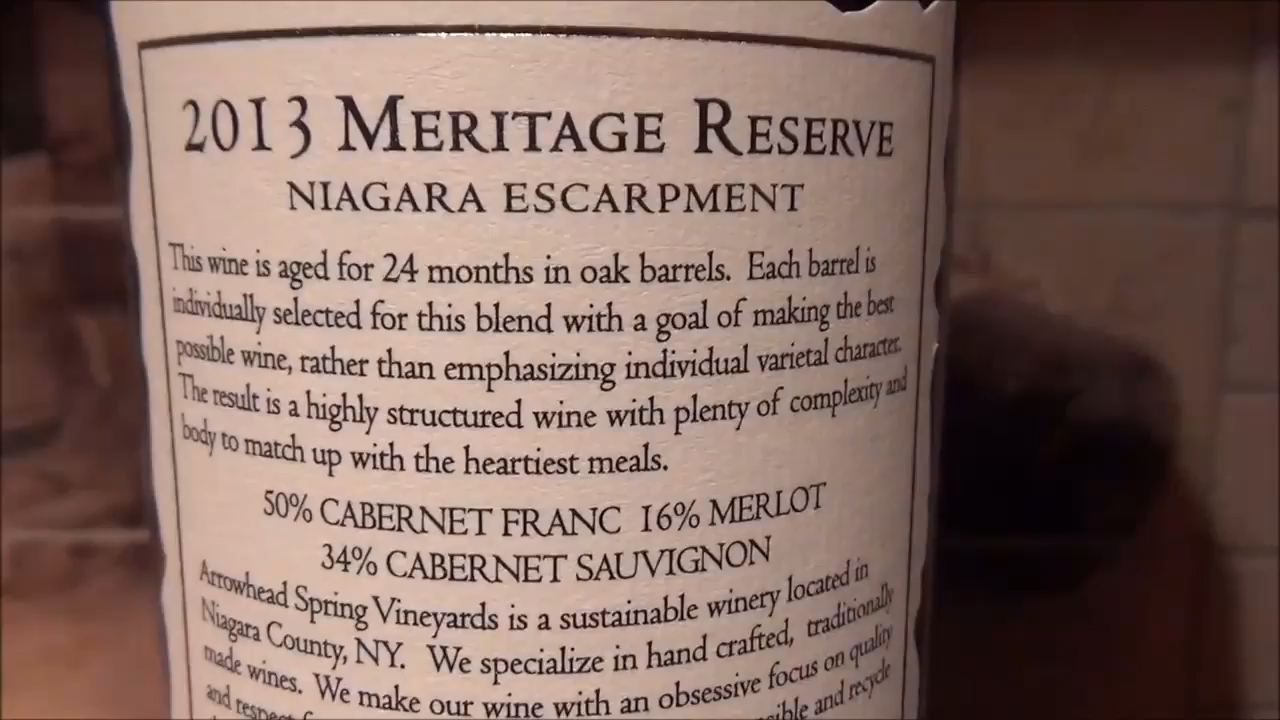 2013 MERITAGE RESERVE
NIAGARA ESCARPMENT
This wine is aged for 24 months in oak barrels. Each barrel is
individually selected for this blend with a goal of making the best
possible wine, rather than emphasizing individual varietal character.
The result is a highly structured wine with plenty of complexity and
body to match up with the heartiest meals.
50% CABERNET FRANC 16% MERLOT
34% CABERNET SAUVIGNON
Arrowhead Spring Vineyards is a sustainable winery located in
Niagara County, NY. We specialize in hand crafted, traditionally
made wines. We make our wine with an obsessive focus on quality
and and recycle